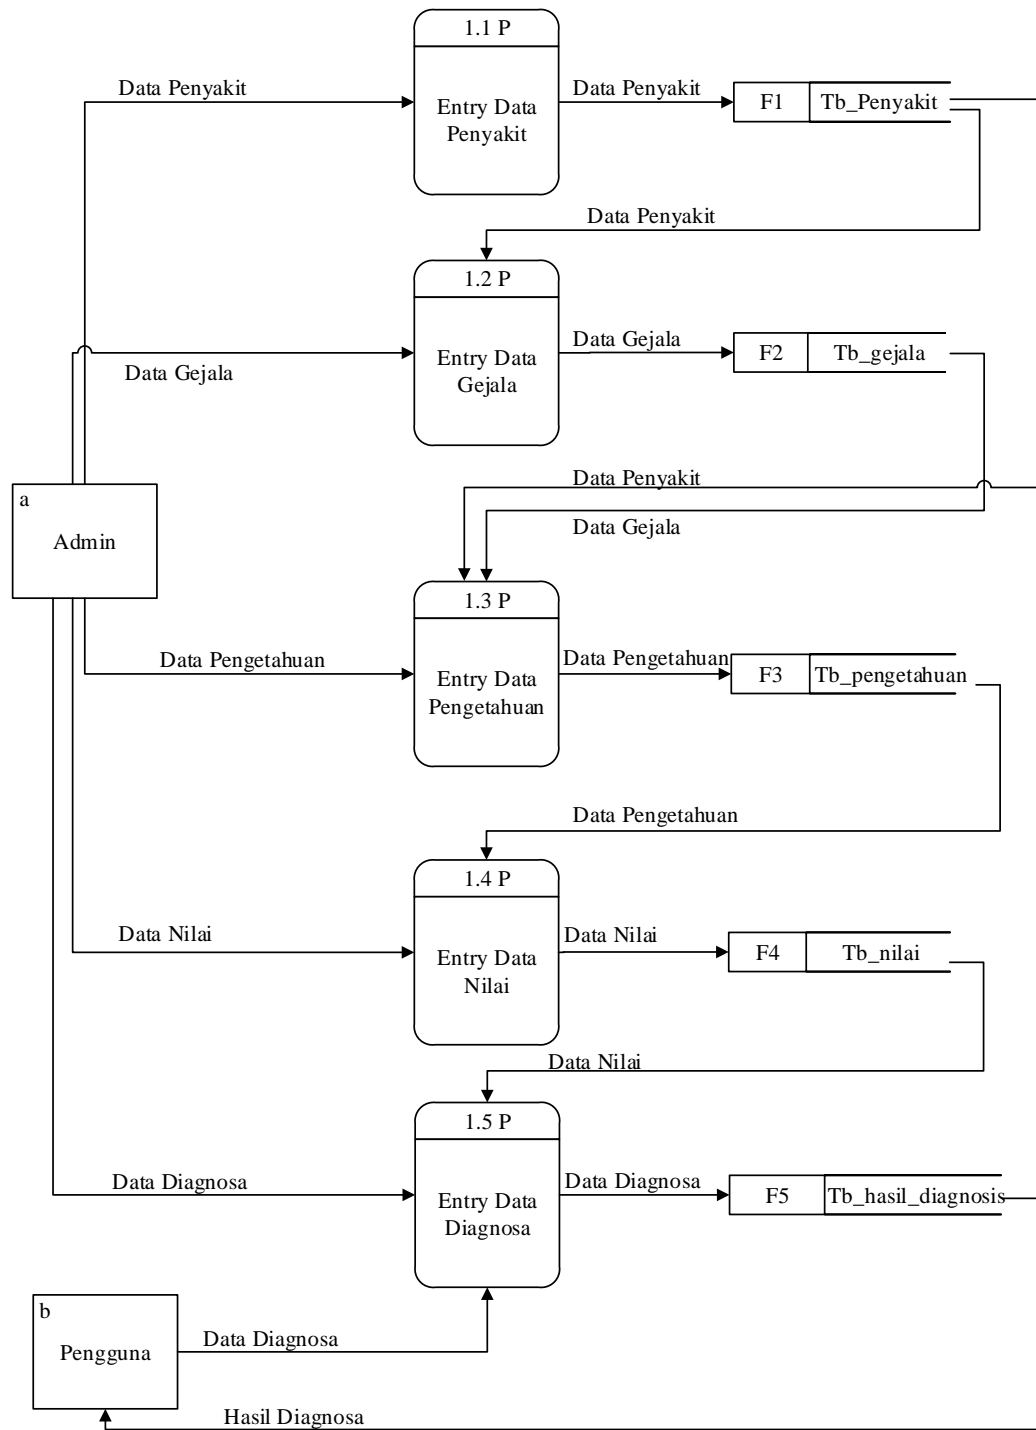 1.1 P
Data Penyakit
Data Penyakit
Entry Data
Penyakit
F1
Tb_Penyakit
Data Penyakit
1.2 P
Data Gejala
Data Gejala
Entry Data
Gejala
F2
Tb_gejala
Data Penyakit
a
Admin
Data Gejala
1.3 P
Data Pengetahuan
Data Pengetahuan
Entry Data
Pengetahuan
F3
Tb_pengetahuan
Data Pengetahuan
1.4 P
Data Nilai
Data Nilai
Entry Data
Nilai
F4
Tb_nilai
Data Nilai
1.5 P
Data Diagnosa
Data Diagnosa
Entry Data
Diagnosa
F5
Tb_hasil_diagnosis
b
Pengguna
Data Diagnosa
Hasil Diagnosa